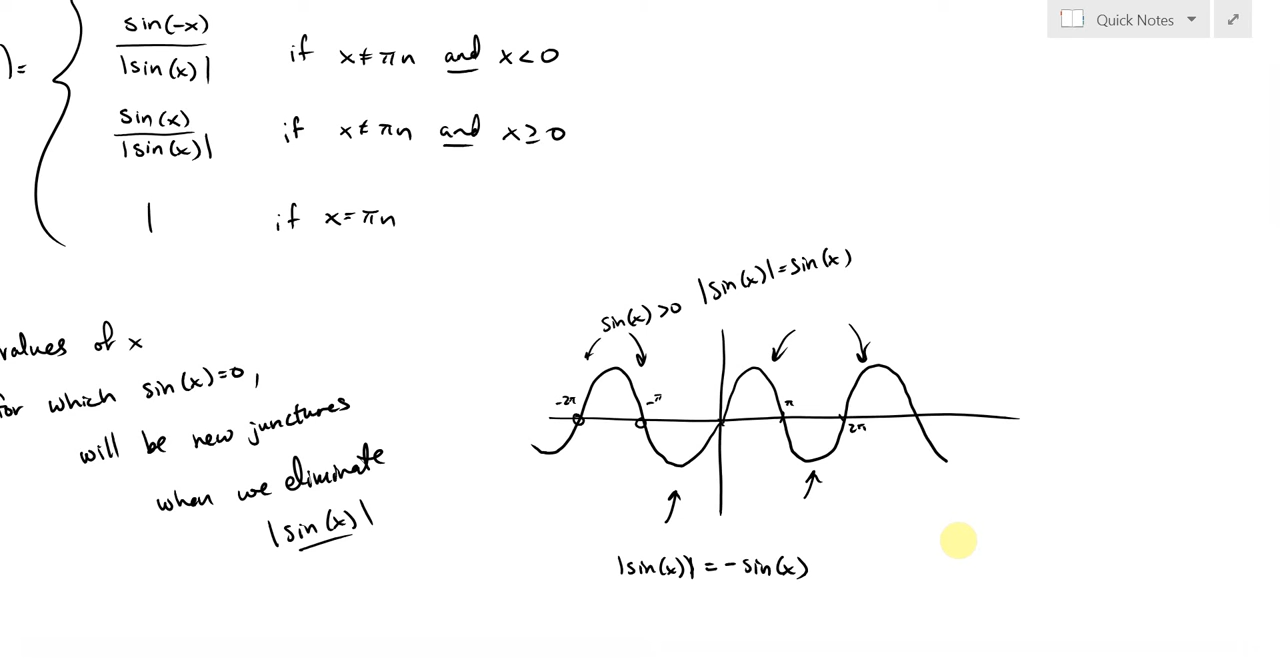 Quick Notes
)=
sin(-x)
|sin(x)|
if x≠πn and x<0
sin(x)
|sin(x)|
if x≠πn and x≥0
1 if x=πn
values of x
for which sin(x)=0,
will be new junctures
when we eliminate
|sin(x)|
|sin(x)|=sin(x)
sin(x)>0
-2π -π π 2π
|sin(x)|=-sin(x)